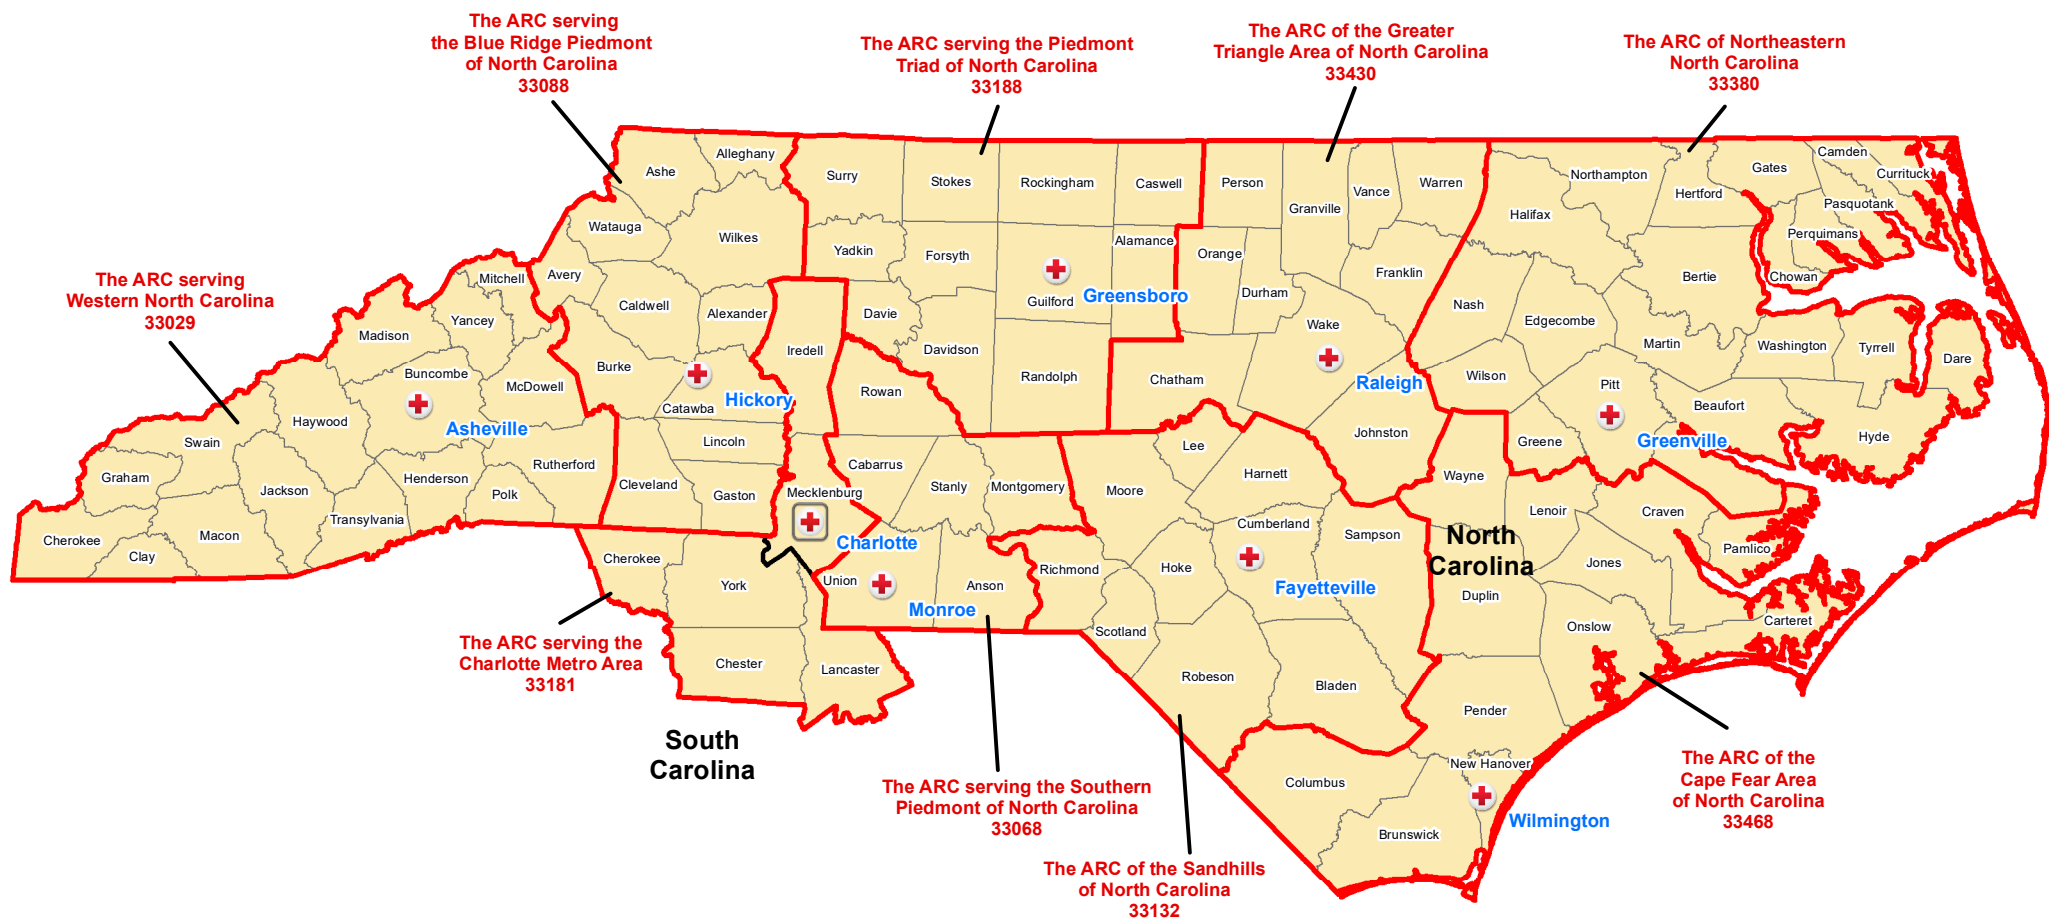 The ARC serving
the Blue Ridge Piedmont
of North Carolina
33088
The ARC serving the Piedmont
Triad of North Carolina
33188
The ARC of the Greater
Triangle Area of North Carolina
33430
The ARC of Northeastern
North Carolina
33380
The ARC serving
Western North Carolina
33029
Ashe
Alleghany
Surry
Stokes
Rockingham
Caswell
Person
Granville
Vance
Warren
Northampton
Hertford
Gates
Camden
Currituck
Pasquotank
Perquimans
Chowan
Halifax
Bertie
Watauga
Wilkes
Yadkin
Forsyth
Guilford
Greensboro
Alamance
Orange
Durham
Franklin
Nash
Edgecombe
Martin
Washington
Tyrrell
Dare
Mitchell
Avery
Caldwell
Alexander
Iredell
Davie
Davidson
Randolph
Chatham
Wake
Raleigh
Wilson
Pitt
Greenville
Beaufort
Hyde
Madison
Yancey
Buncombe
Asheville
McDowell
Burke
Catawba
Hickory
Rowan
Johnston
Greene
Swain
Haywood
Graham
Jackson
Henderson
Polk
Rutherford
Cleveland
Lincoln
Gaston
Mecklenburg
Charlotte
Cabarrus
Stanly
Montgomery
Moore
Lee
Harnett
Wayne
Lenoir
Craven
Pamlico
Cherokee
Clay
Macon
Transylvania
Cherokee
York
Union
Monroe
Anson
Richmond
Hoke
Cumberland
Fayetteville
Sampson
North
Carolina
Duplin
Jones
Onslow
Carteret
Scotland
Robeson
Bladen
Pender
Chester
Lancaster
The ARC serving the
Charlotte Metro Area
33181
South
Carolina
The ARC serving the Southern
Piedmont of North Carolina
33068
Columbus
Brunswick
New Hanover
Wilmington
The ARC of the
Cape Fear Area
of North Carolina
33468
The ARC of the Sandhills
of North Carolina
33132